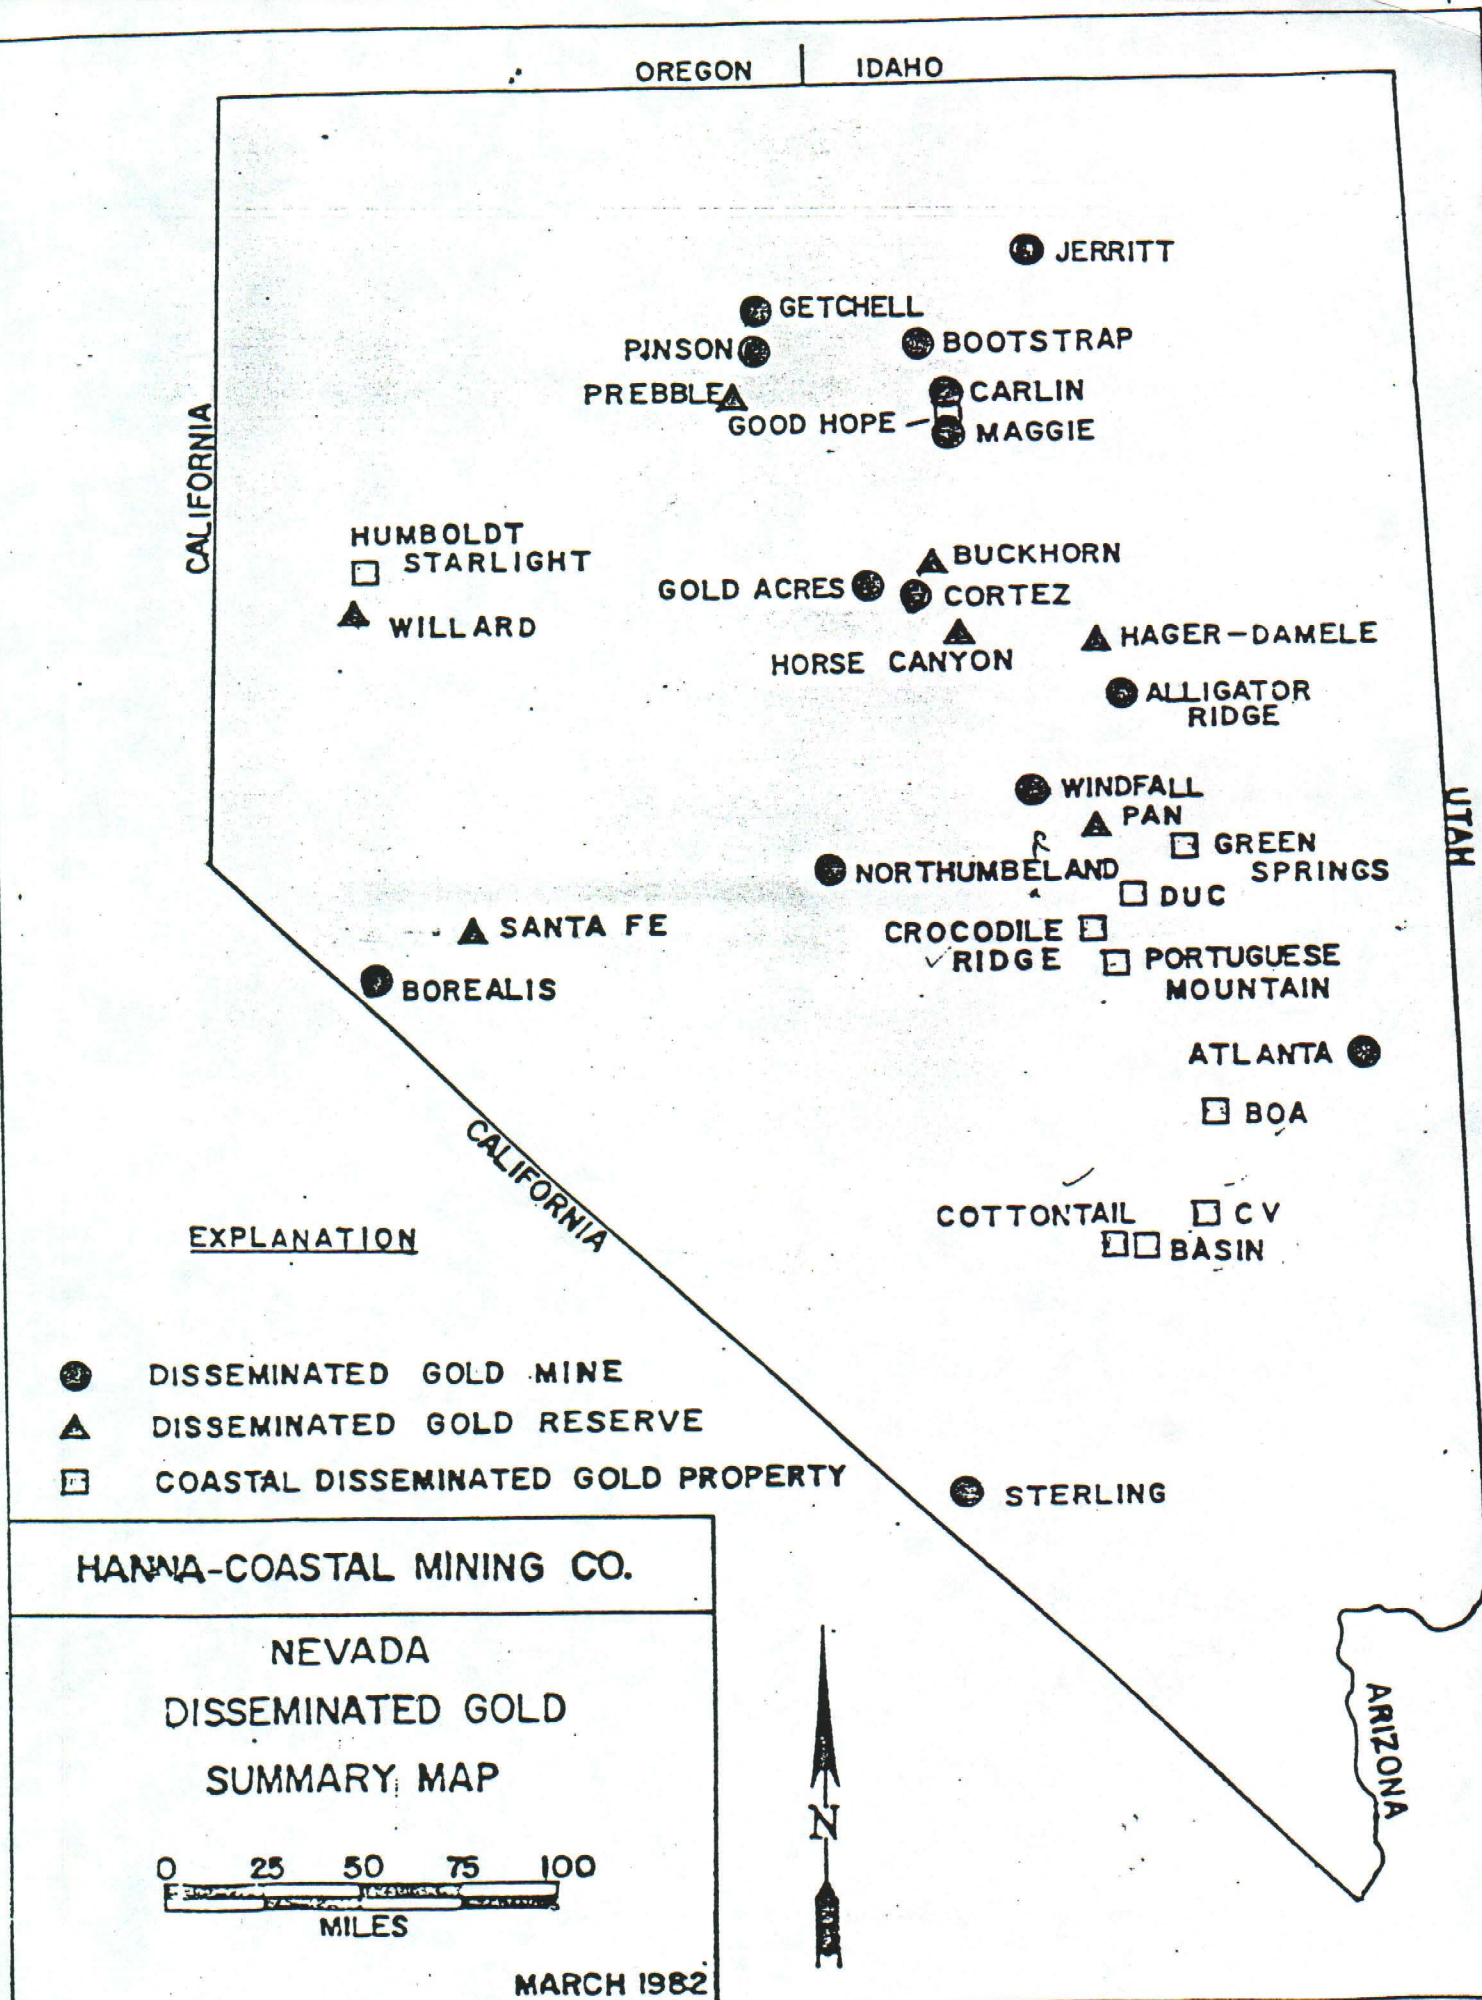 OREGON
IDAHO
JERRITT
GETCHELL
PINSON
BOOTSTRAP
PREBBLE
CARLIN
GOOD HOPE
MAGGIE
CALIFORNIA
HUMBOLDT
STARLIGHT
WILLARD
BUCKHORN
GOLD ACRES
CORTEZ
HORSE CANYON
HAGER-DAMELE
ALLIGATOR
RIDGE
WINDFALL
PAN
R
GREEN
SPRINGS
UTAH
NORTHUMBELAND
DUC
SANTA FE
CROCODILE
RIDGE
PORTUGUESE
MOUNTAIN
BOREALIS
ATLANTA
BOA
CALIFORNIA
COTTONTAIL
CV
BASIN
EXPLANATION
DISSEMINATED GOLD MINE
DISSEMINATED GOLD RESERVE
COASTAL DISSEMINATED GOLD PROPERTY
STERLING
HANNA-COASTAL MINING CO.
NEVADA
DISSEMINATED GOLD
SUMMARY MAP
0 25 50 75 100
MILES
MARCH 1982
N
ARIZONA